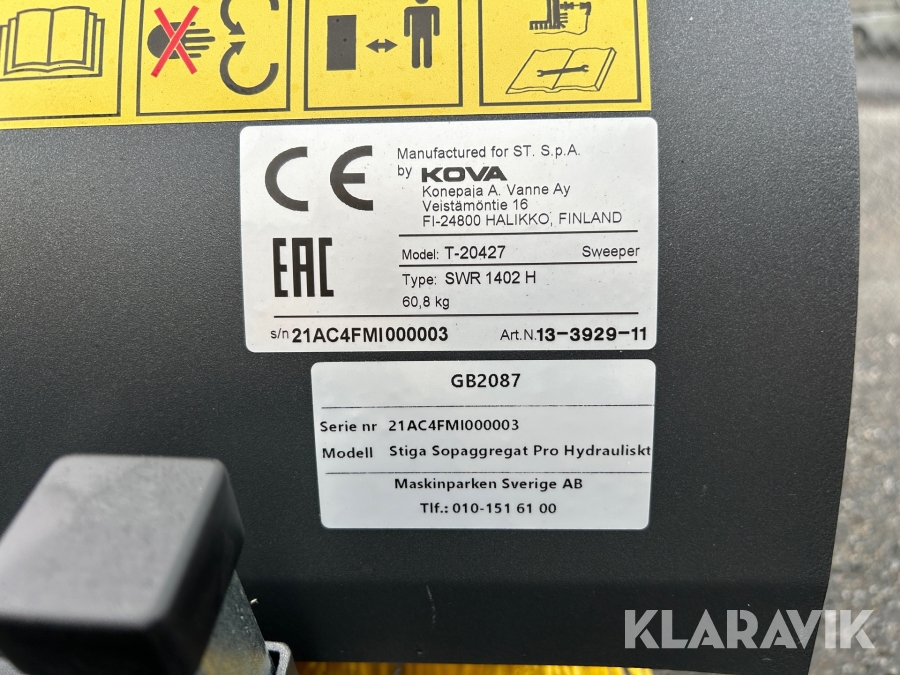 CE
Manufactured for ST. S.p.A.
by KOVA
Konepaja A. Vanne Ay
Veistämöntie 16
FI-24800 HALIKKO, FINLAND
EAC
Model: T-20427 Sweeper
Type: SWR 1402 H
60,8 kg
s/n 21AC4FMI000003 Art.N. 13-3929-11
GB2087
Serie nr 21AC4FMI000003
Modell Stiga Sopaggregat Pro Hydrauliskt
Maskinparken Sverige AB
Tlf.: 010-151 61 00
KLARAVIK